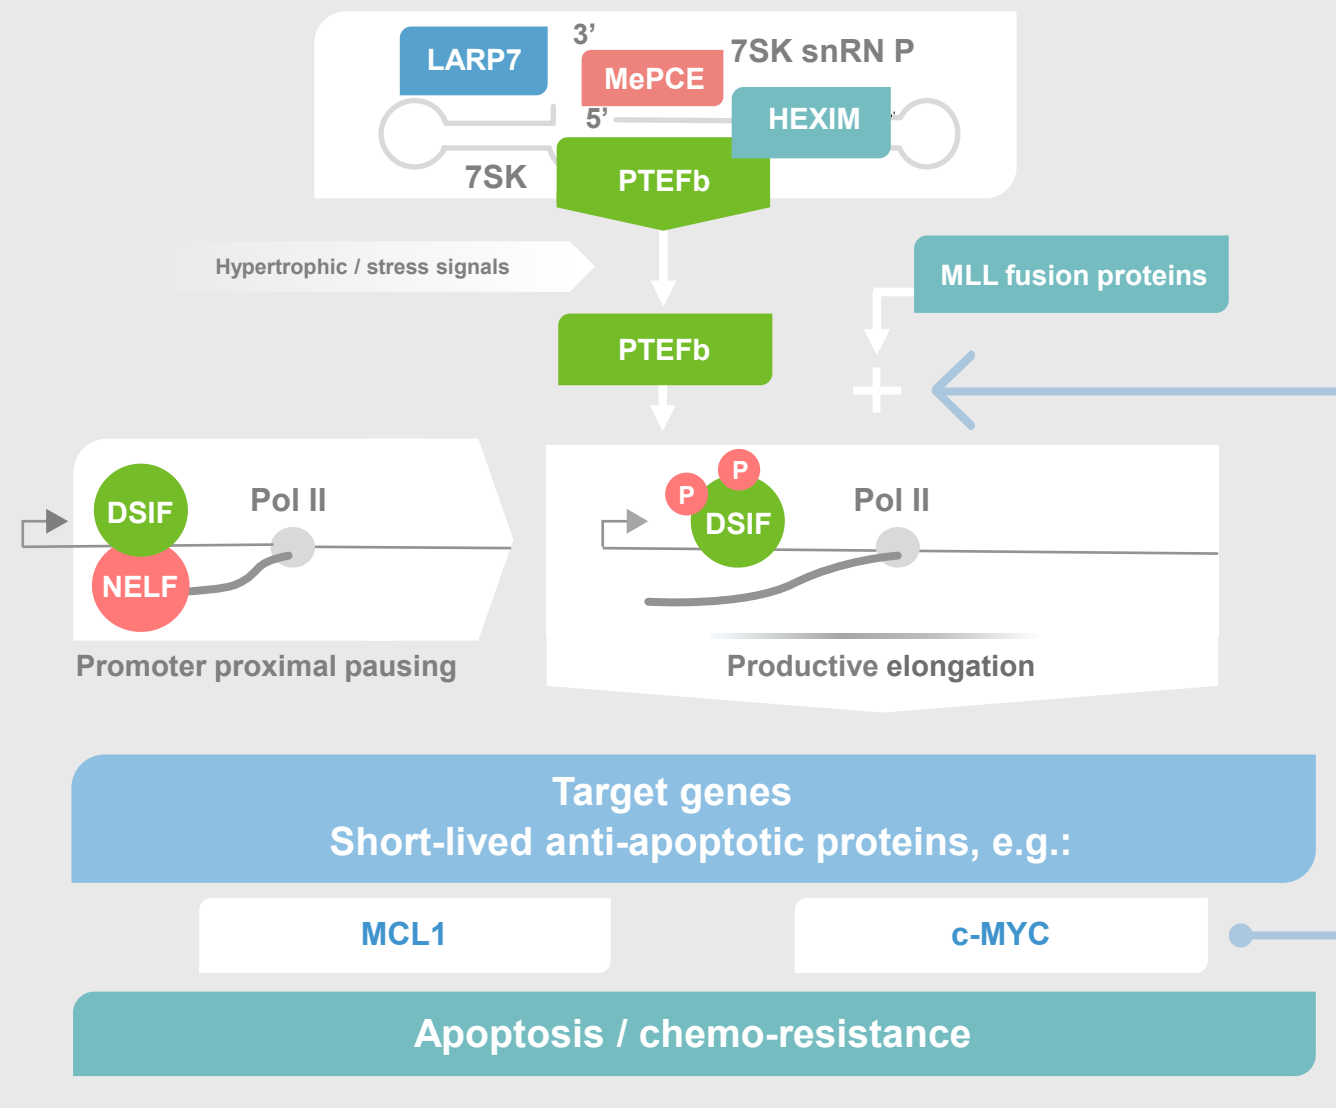 LARP7
3’
MePCE
7SK snRN P
5’
HEXIM
7SK
PTEFb
Hypertrophic / stress signals
MLL fusion proteins
PTEFb
DSIF
Pol II
NELF
Promoter proximal pausing
P
P
DSIF
Pol II
Productive elongation
Target genes
Short-lived anti-apoptotic proteins, e.g.:
MCL1
c-MYC
Apoptosis / chemo-resistance